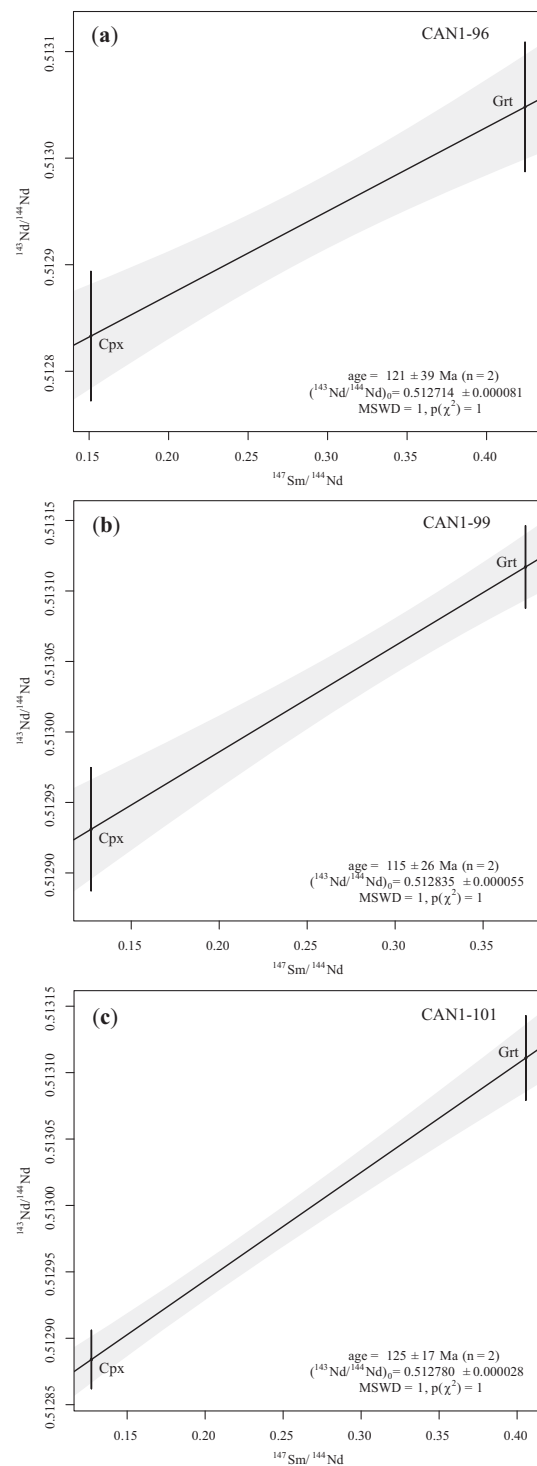 (a)
CAN1-96
0.5131
0.5130
0.5129
0.5128
¹⁴³Nd/¹⁴⁴Nd
Grt
Cpx
age = 121 ± 39 Ma (n = 2)
(¹⁴³Nd/¹⁴⁴Nd)₀= 0.512714 ± 0.000081
MSWD = 1, p(χ²) = 1
0.15 0.20 0.25 0.30 0.35 0.40
¹⁴⁷Sm/¹⁴⁴Nd
(b)
CAN1-99
0.51315
0.51310
0.51305
0.51300
0.51295
0.51290
¹⁴³Nd/¹⁴⁴Nd
Grt
Cpx
age = 115 ± 26 Ma (n = 2)
(¹⁴³Nd/¹⁴⁴Nd)₀= 0.512835 ± 0.000055
MSWD = 1, p(χ²) = 1
0.15 0.20 0.25 0.30 0.35
¹⁴⁷Sm/¹⁴⁴Nd
(c)
CAN1-101
0.51315
0.51310
0.51305
0.51300
0.51295
0.51290
0.51285
¹⁴³Nd/¹⁴⁴Nd
Grt
Cpx
age = 125 ± 17 Ma (n = 2)
(¹⁴³Nd/¹⁴⁴Nd)₀= 0.512780 ± 0.000028
MSWD = 1, p(χ²) = 1
0.15 0.20 0.25 0.30 0.35 0.40
¹⁴⁷Sm/¹⁴⁴Nd